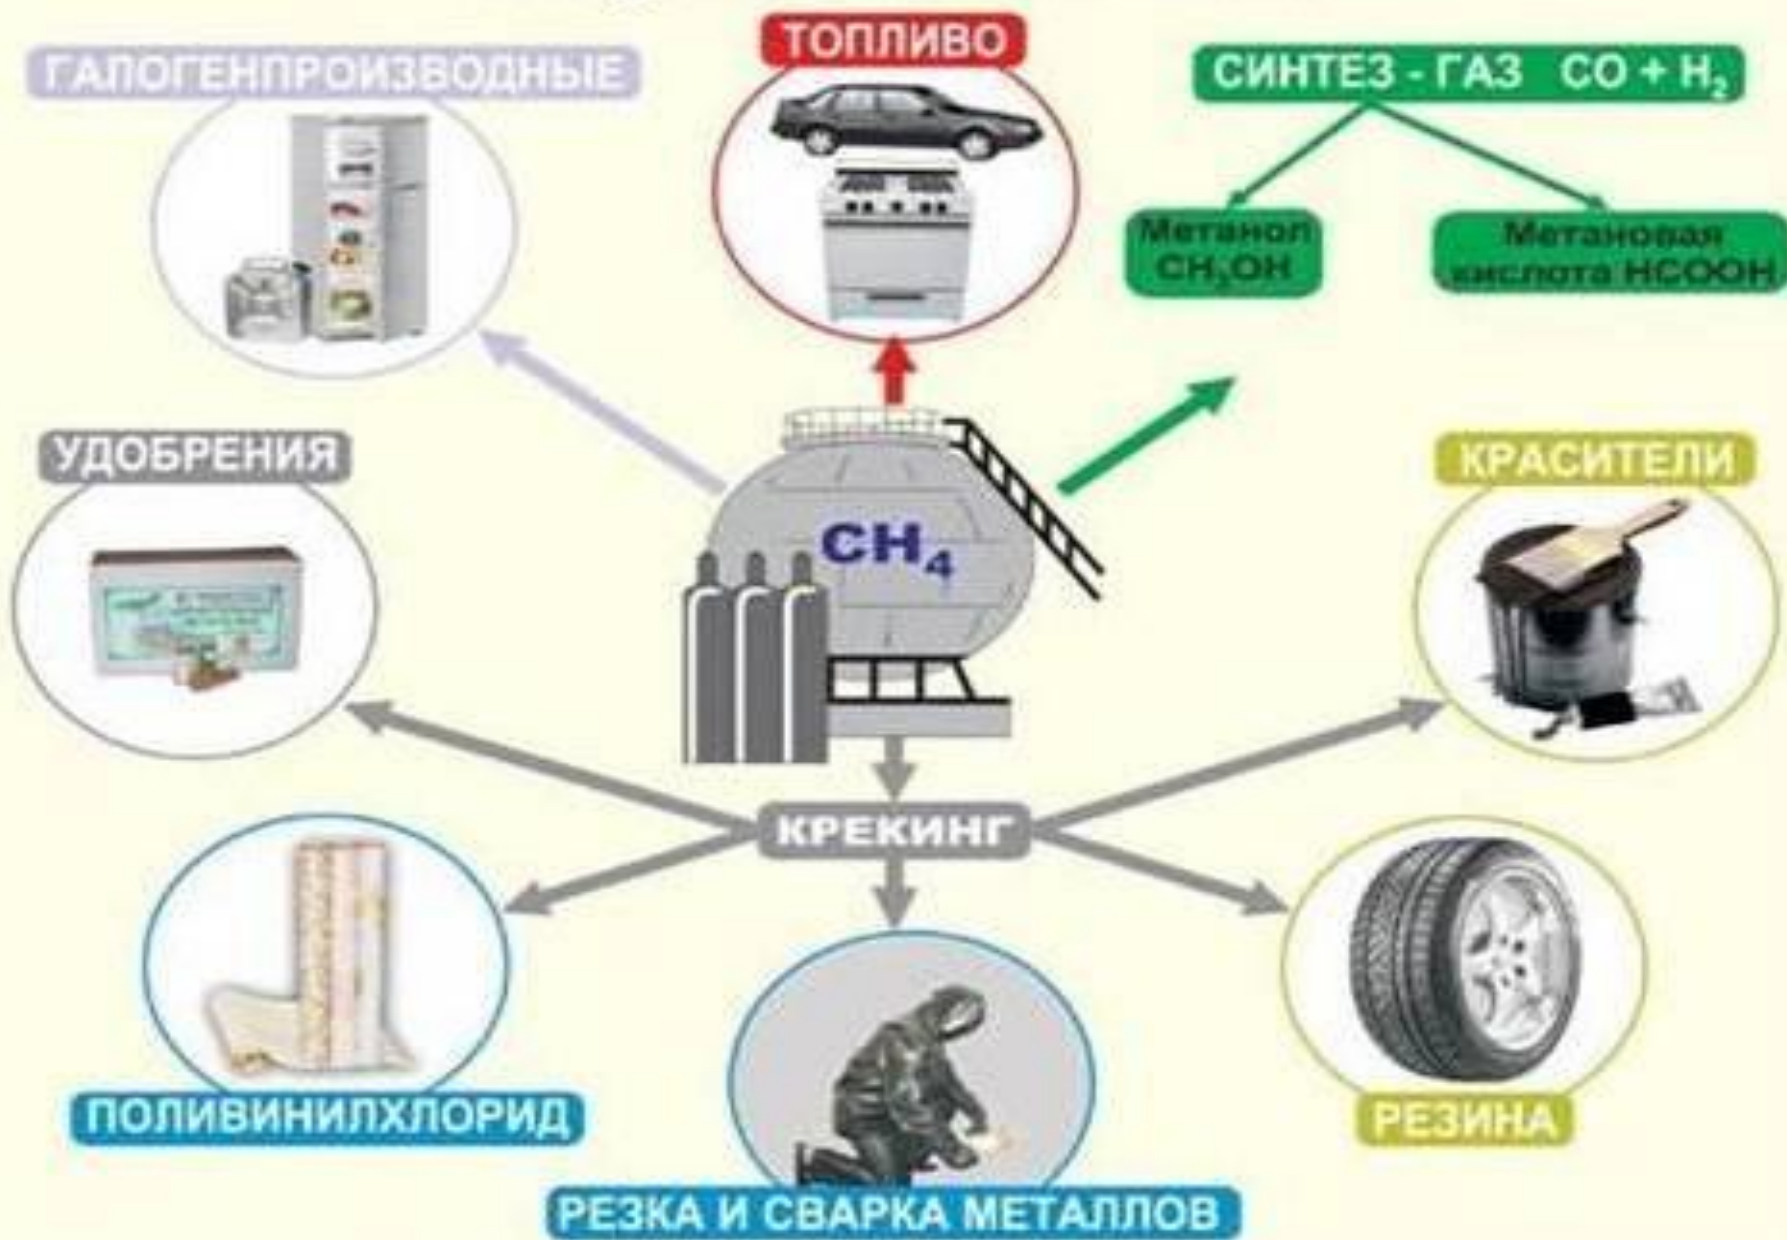 ТОПЛИВО
ГАЛОГЕНПРОИЗВОДНЫЕ
СИНТЕЗ - ГАЗ CO + H₂
Метанол
CH₃OH
Метановая
кислота HCOOH
УДОБРЕНИЯ
КРАСИТЕЛИ
CH₄
КРЕКИНГ
ПОЛИВИНИЛХЛОРИД
РЕЗИНА
РЕЗКА И СВАРКА МЕТАЛЛОВ